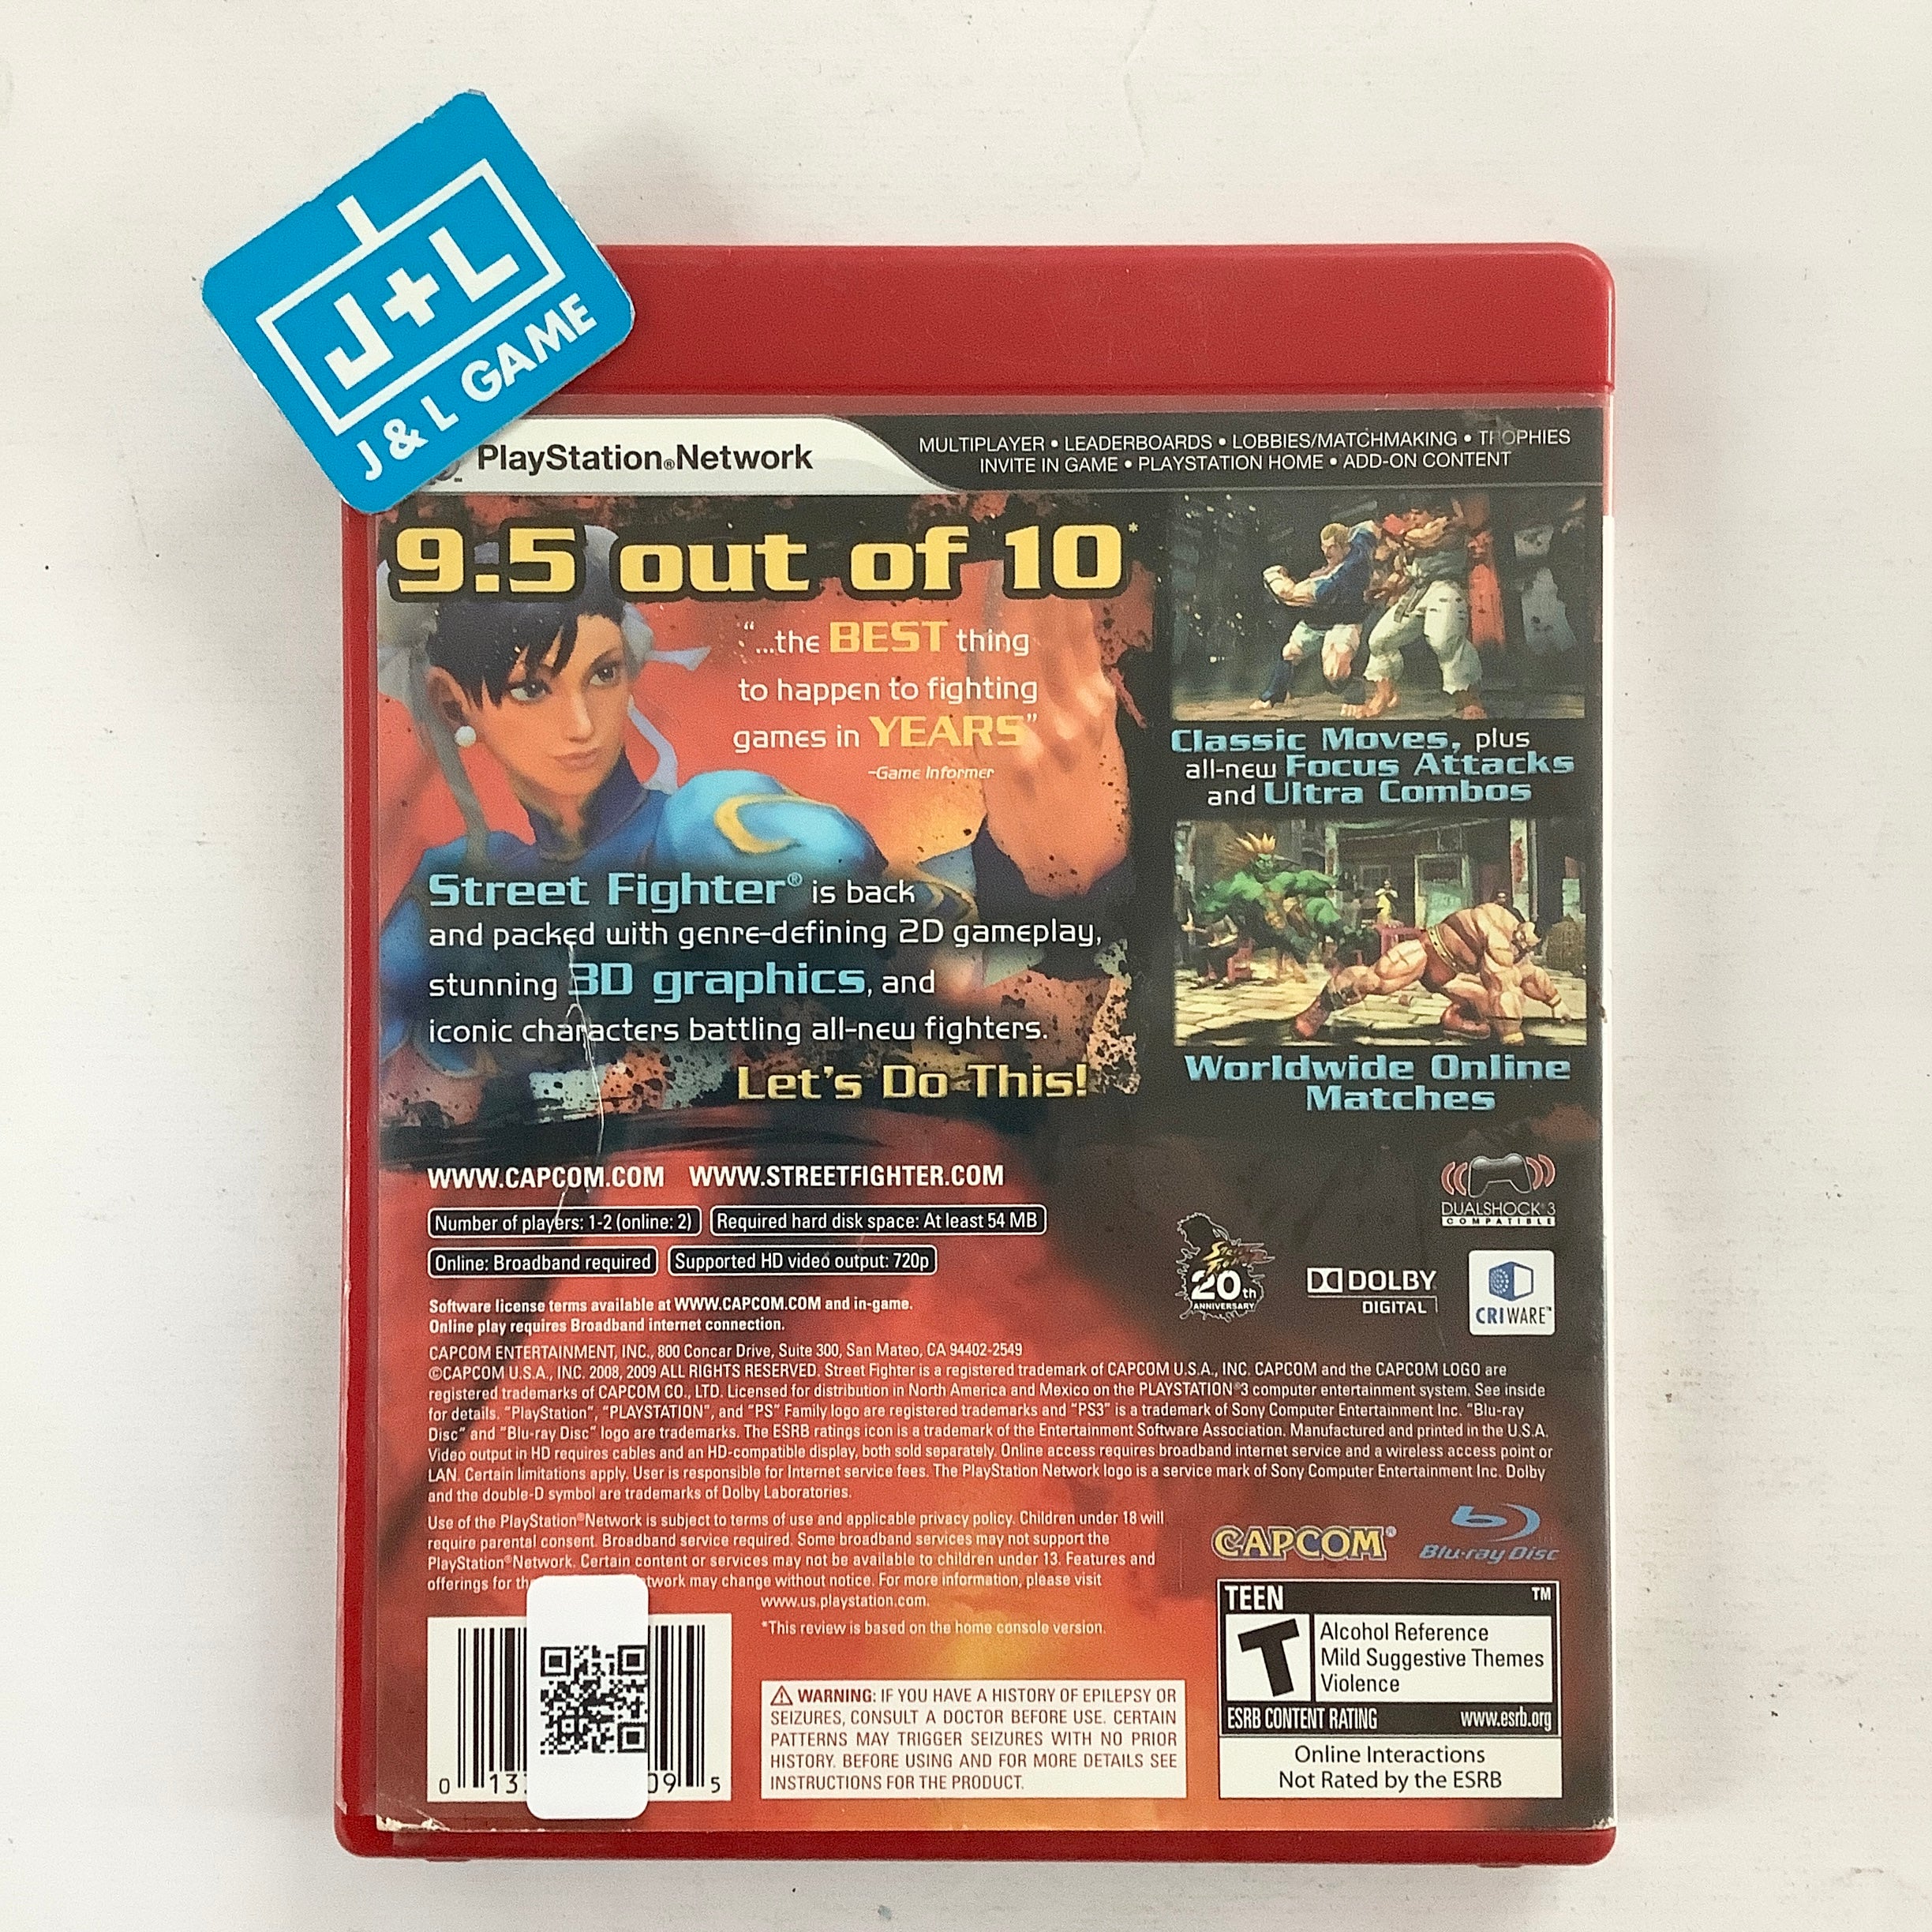 J+L
J & L GAME
PlayStation®Network
MULTIPLAYER • LEADERBOARDS • LOBBIES/MATCHMAKING • TROPHIES
INVITE IN GAME • PLAYSTATION HOME • ADD-ON CONTENT
9.5 out of 10*
"...the BEST thing
to happen to fighting
games in YEARS"
-Game Informer
Classic Moves, plus
all-new Focus Attacks
and Ultra Combos
Street Fighter® is back
and packed with genre-defining 2D gameplay,
stunning 3D graphics, and
iconic characters battling all-new fighters.
Let's Do This!
Worldwide Online
Matches
WWW.CAPCOM.COM WWW.STREETFIGHTER.COM
Number of players: 1-2 (online: 2) Required hard disk space: At least 54 MB
Online: Broadband required Supported HD video output: 720p
DUALSHOCK®3
COMPATIBLE
20th
ANNIVERSARY
DOLBY
DIGITAL
CRIWARE™
Software license terms available at WWW.CAPCOM.COM and in-game.
Online play requires Broadband internet connection.
CAPCOM ENTERTAINMENT, INC., 800 Concar Drive, Suite 300, San Mateo, CA 94402-2549
©CAPCOM U.S.A., INC. 2008, 2009 ALL RIGHTS RESERVED. Street Fighter is a registered trademark of CAPCOM U.S.A., INC. CAPCOM and the CAPCOM LOGO are
registered trademarks of CAPCOM CO., LTD. Licensed for distribution in North America and Mexico on the PLAYSTATION®3 computer entertainment system. See inside
for details. "PlayStation", "PLAYSTATION", and "PS" Family logo are registered trademarks and "PS3" is a trademark of Sony Computer Entertainment Inc. "Blu-ray
Disc" and "Blu-ray Disc" logo are trademarks. The ESRB ratings icon is a trademark of the Entertainment Software Association. Manufactured and printed in the U.S.A.
Video output in HD requires cables and an HD-compatible display, both sold separately. Online access requires broadband internet service and a wireless access point or
LAN. Certain limitations apply. User is responsible for Internet service fees. The PlayStation Network logo is a service mark of Sony Computer Entertainment Inc. Dolby
and the double-D symbol are trademarks of Dolby Laboratories.
Use of the PlayStation®Network is subject to terms of use and applicable privacy policy. Children under 18 will
require parental consent. Broadband service required. Some broadband services may not support the
PlayStation®Network. Certain content or services may not be available to children under 13. Features and
offerings for may change without notice. For more information, please visit
www.us.playstation.com.
*This review is based on the home console version.
CAPCOM®
Blu-ray Disc
WARNING: IF YOU HAVE A HISTORY OF EPILEPSY OR
SEIZURES, CONSULT A DOCTOR BEFORE USE. CERTAIN
PATTERNS MAY TRIGGER SEIZURES WITH NO PRIOR
HISTORY. BEFORE USING AND FOR MORE DETAILS SEE
INSTRUCTIONS FOR THE PRODUCT.
TEEN ™
T
Alcohol Reference
Mild Suggestive Themes
Violence
ESRB CONTENT RATING www.esrb.org
Online Interactions
Not Rated by the ESRB
0 13 09 5